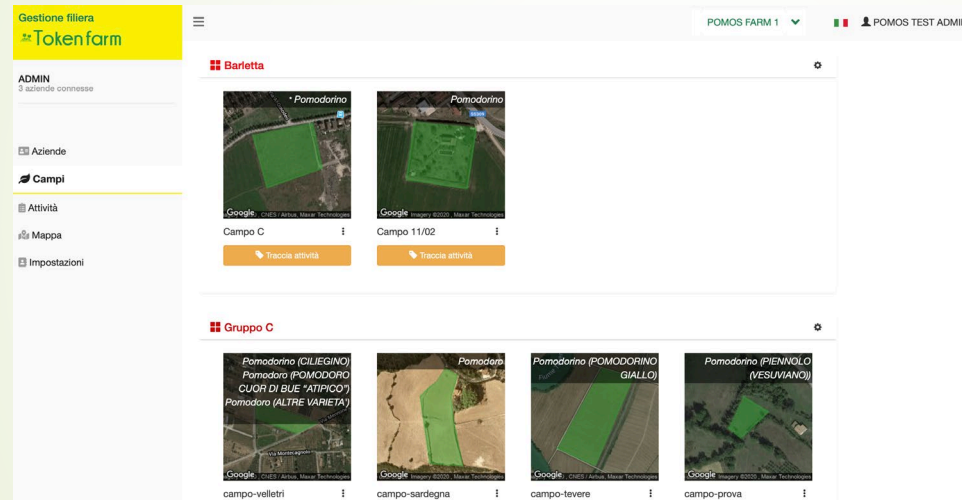 Gestione filiera
Tokenfarm
POMOS FARM 1
POMOS TEST ADMI
ADMIN
3 aziende connesse
Aziende
Campi
Attività
Mappa
Impostazioni
Barletta
* Pomodorino
Pomodorino
Google
CNES / Airbus, Maxar Technologies
Google
Imagery ©2020 , Maxar Technologies
Campo C
Campo 11/02
Traccia attività
Traccia attività
Gruppo C
Pomodorino (CILIEGINO)
Pomodoro (POMODORO
CUOR DI BUE "ATIPICO")
Pomodoro (ALTRE VARIETA')
Via Montecagnolo
Pomodoro
Pomodorino (POMODORINO
GIALLO)
Pomodorino (PIENNOLO
(VESUVIANO))
Google
CNES / Airbus, Maxar Technologies
Google
Imagery ©2020 , Maxar Technologies
Google
CNES / Airbus, Maxar Technologies
Google
Imagery ©2020 , Maxar Technologies
campo-velletri
campo-sardegna
campo-tevere
campo-prova